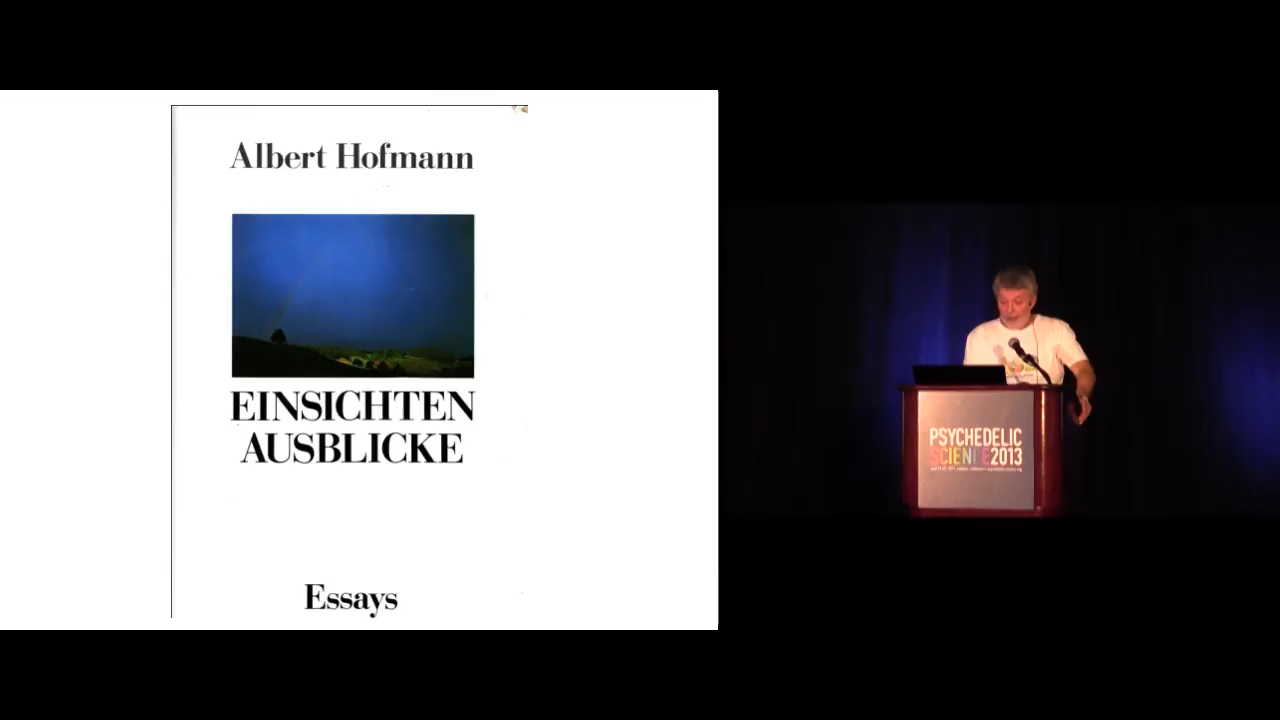 Albert Hofmann
EINSICHTEN
AUSBLICKE
Essays
PSYCHEDELIC
SCIENCE2013